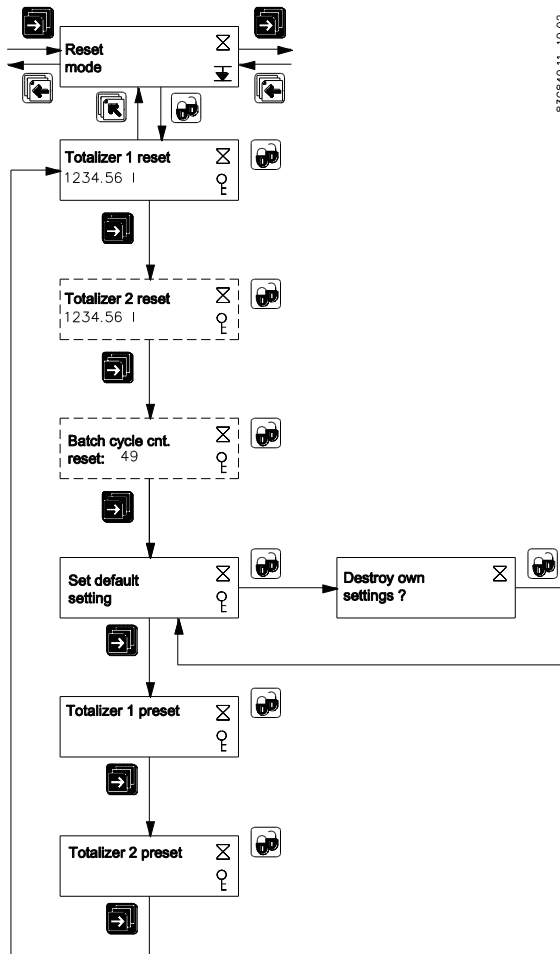 Reset
mode
Totalizer 1 reset
1234.56 l
Totalizer 2 reset
1234.56 l
Batch cycle cnt.
reset: 49
Set default
setting
Destroy own
settings ?
Totalizer 1 preset
Totalizer 2 preset